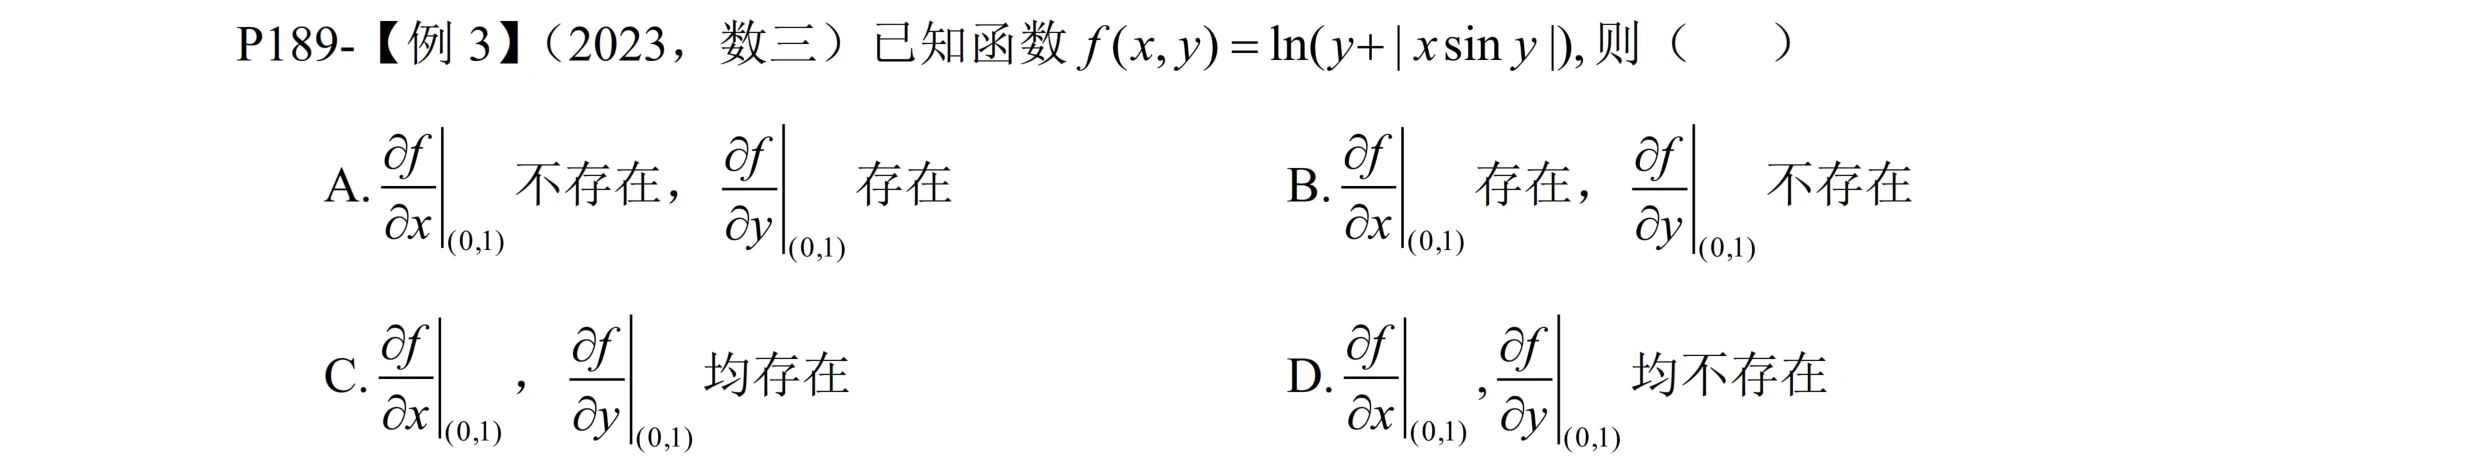 P189-【例 3】（2023，数三）已知函数 f(x, y) = ln(y+ | x sin y |), 则（  ）
A. ∂f/∂x|(0,1) 不存在， ∂f/∂y|(0,1) 存在 B. ∂f/∂x|(0,1) 存在， ∂f/∂y|(0,1) 不存在
C. ∂f/∂x|(0,1) ， ∂f/∂y|(0,1) 均存在 D. ∂f/∂x|(0,1) , ∂f/∂y|(0,1) 均不存在